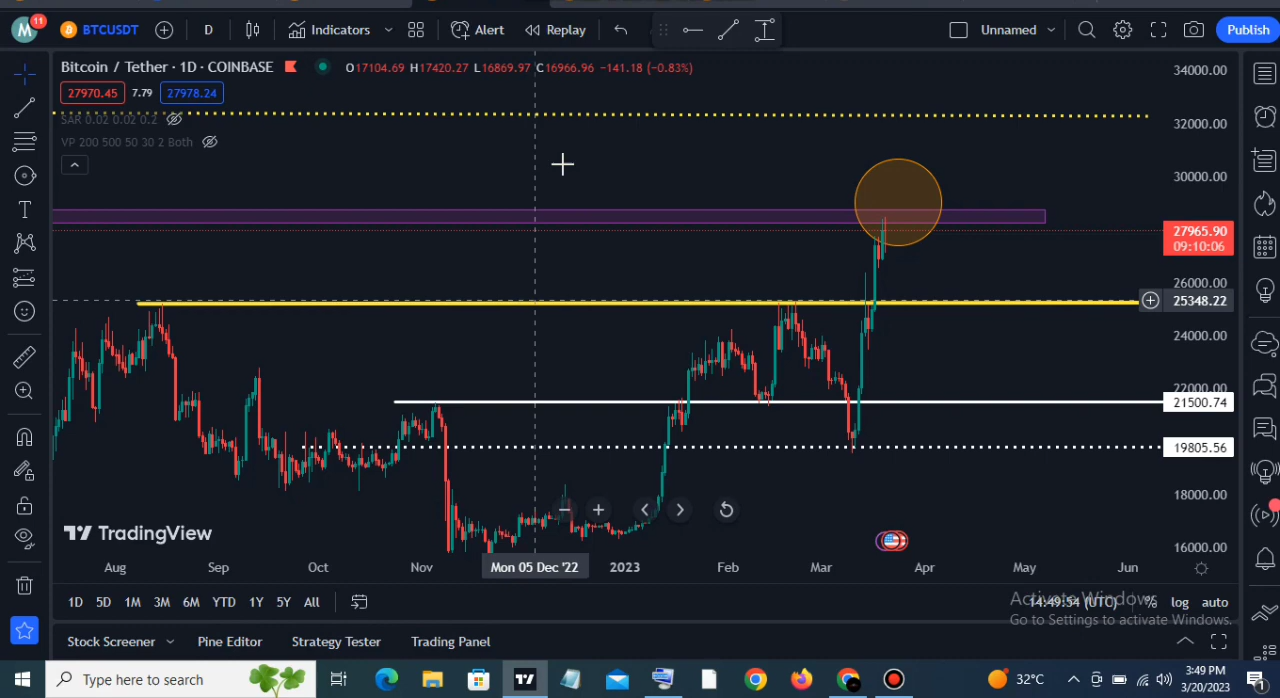 M 11 BTCUSDT D Indicators Alert Replay Unnamed Publish
Bitcoin / Tether · 1D · COINBASE O17104.69 H17420.27 L16869.97 C16966.96 −141.18 (−0.83%)
27970.45 7.79 27978.24
SAR 0.02 0.02 0.2
VP 200 500 50 30 2 Both
34000.00
32000.00
30000.00
27965.90
09:10:06
26000.00
25348.22
24000.00
22000.00
21500.74
19805.56
18000.00
16000.00
TradingView
Aug Sep Oct Nov Mon 05 Dec '22 2023 Feb Mar Apr May Jun
1D 5D 1M 3M 6M YTD 1Y 5Y All 14:49:54 (UTC) % log auto
Activate Windows
Go to Settings to activate Windows.
Stock Screener Pine Editor Strategy Tester Trading Panel
Type here to search 32°C 3:49 PM
3/20/2023